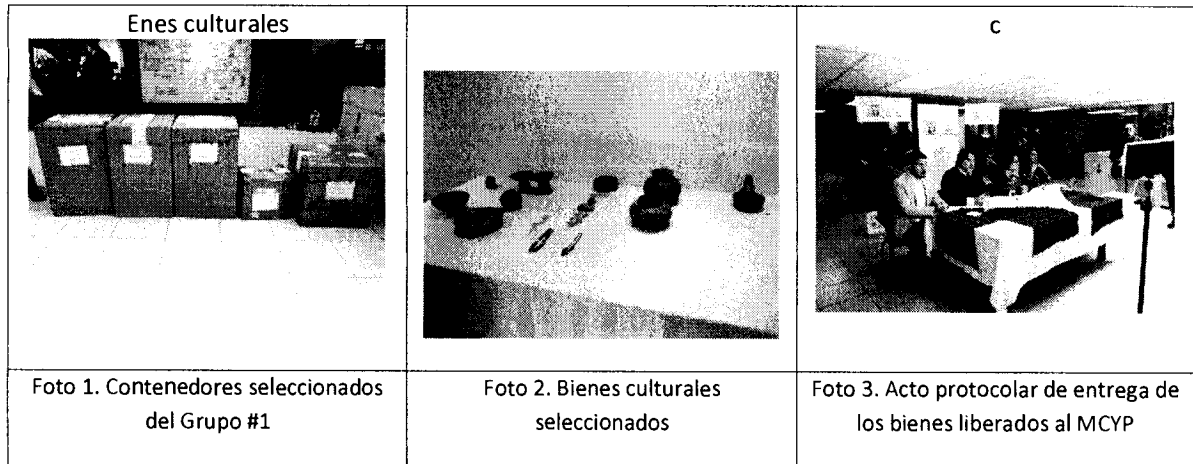 Enes culturales
c
Foto 1. Contenedores seleccionados
del Grupo #1
Foto 2. Bienes culturales
seleccionados
Foto 3. Acto protocolar de entrega de
los bienes liberados al MCYP